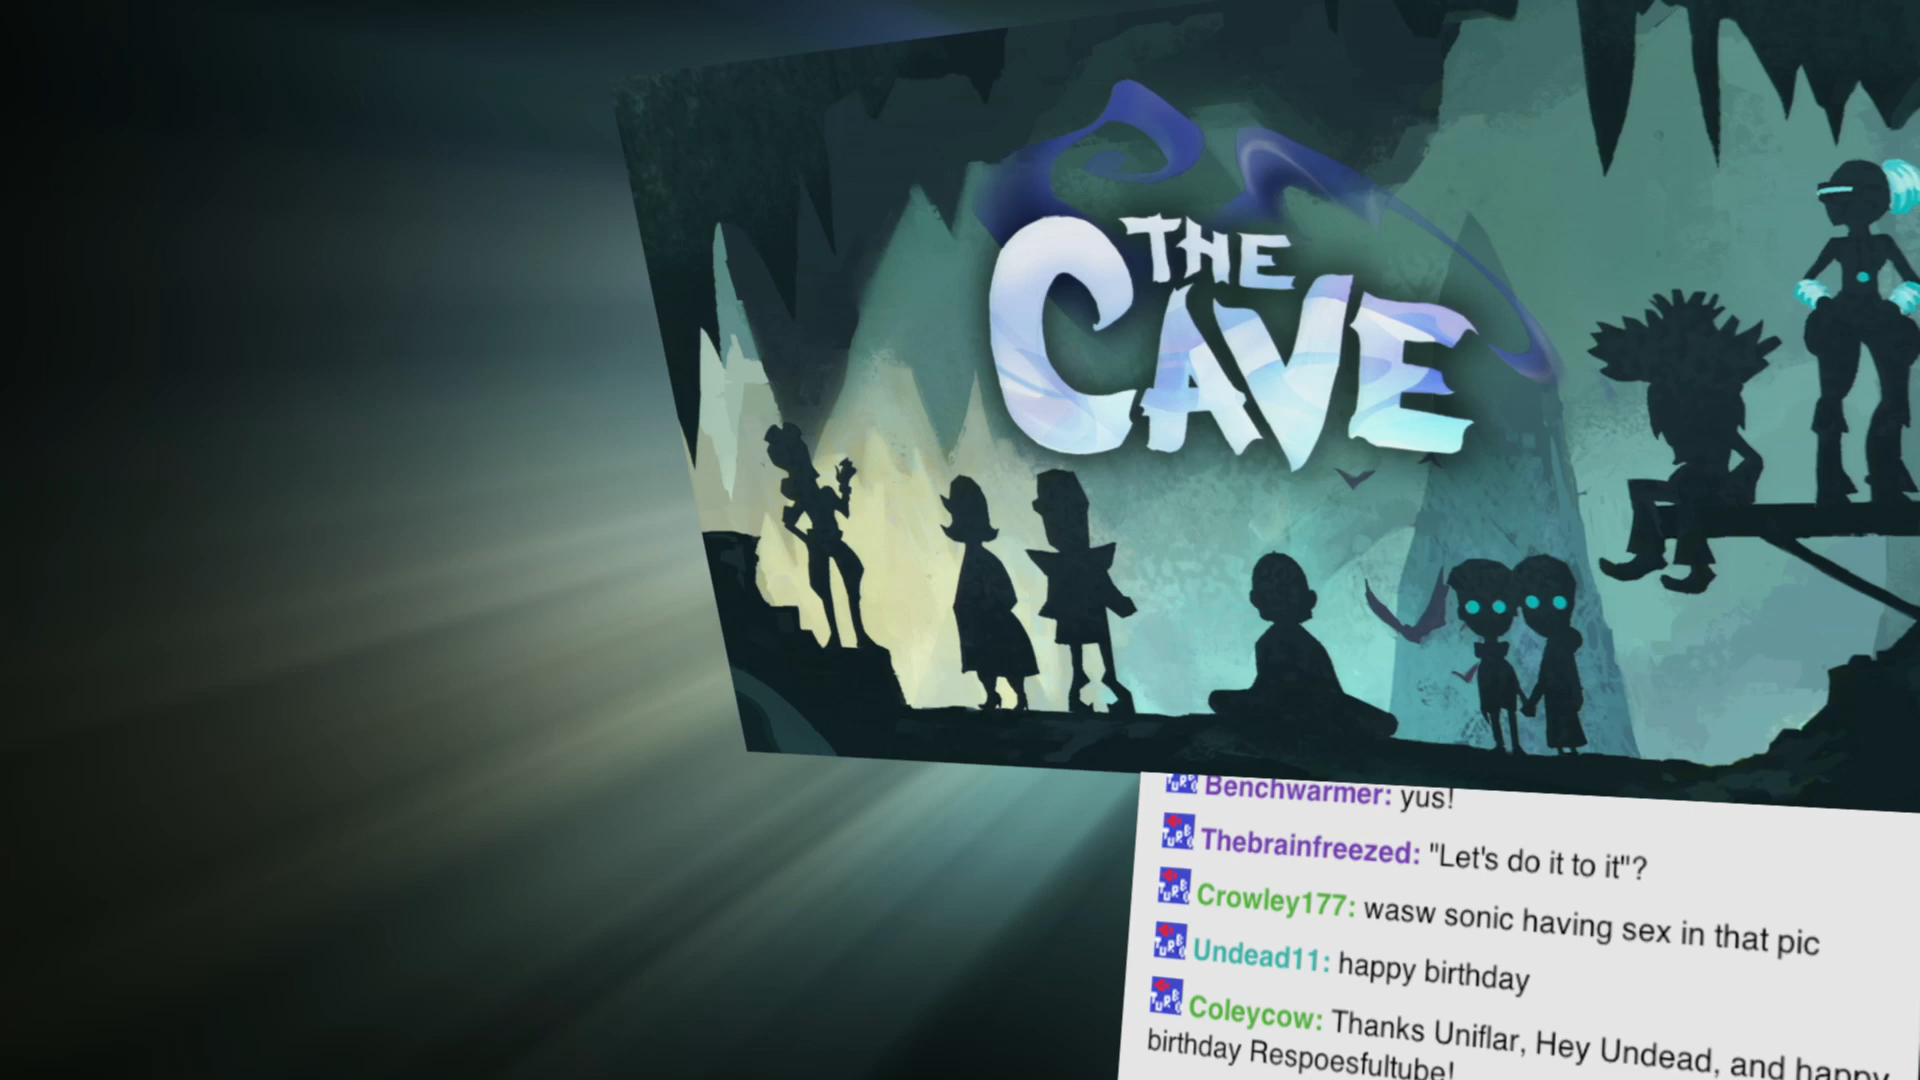 THE
CAVE
Benchwarmer: yus!
Thebrainfreezed: "Let's do it to it"?
Crowley177: wasw sonic having sex in that pic
Undead11: happy birthday
Coleycow: Thanks Uniflar, Hey Undead, and happy
birthday Respoesfultube!